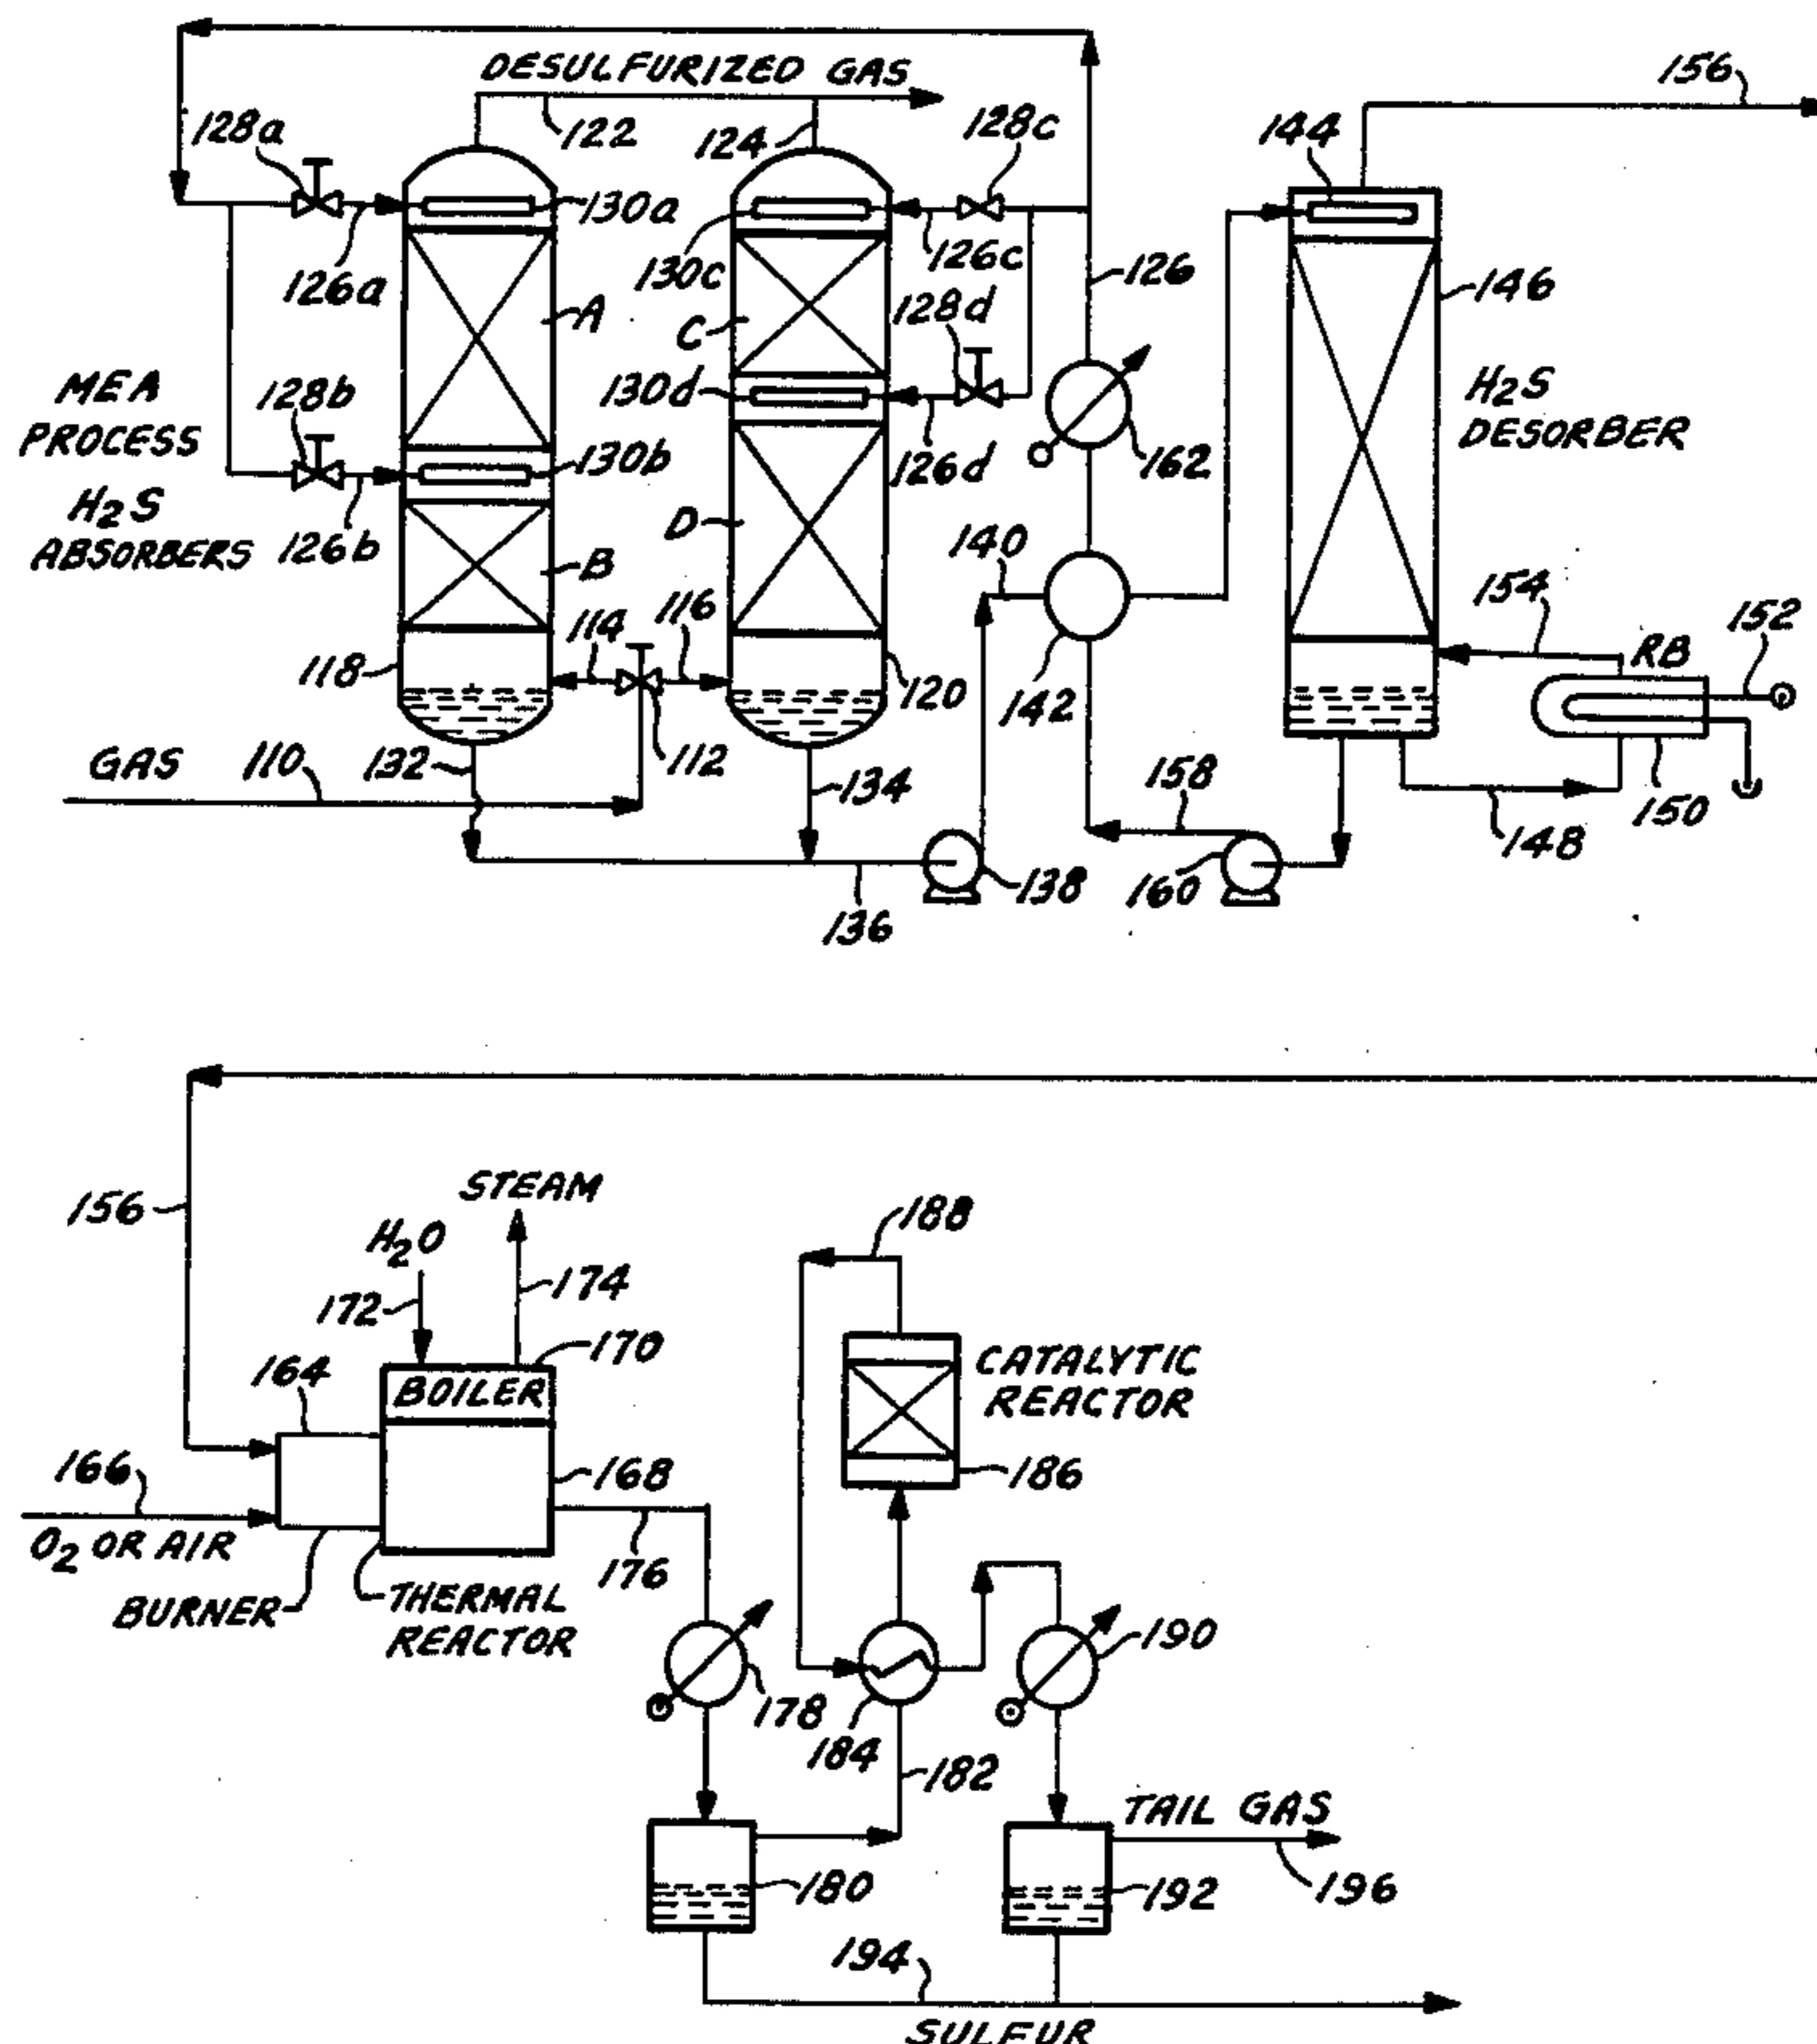 DESULFURIZED GAS
156
128a
122
124
128c
144
130a
126a
130c
126c
126
146
A
C
128d
MEA
PROCESS
H2S
ABSORBERS
128b
130d
162
H2S
DESORBER
130b
126d
126b
B
D
140
154
152
114
116
RB
118
120
142
GAS
110
132
112
134
158
150
148
138
160
136
156
STEAM
H2O
188
172
174
170
164
BOILER
CATALYTIC
REACTOR
166
168
186
O2 OR AIR
176
BURNER
THERMAL
REACTOR
190
178
184
182
TAIL GAS
180
192
196
194
SULFUR